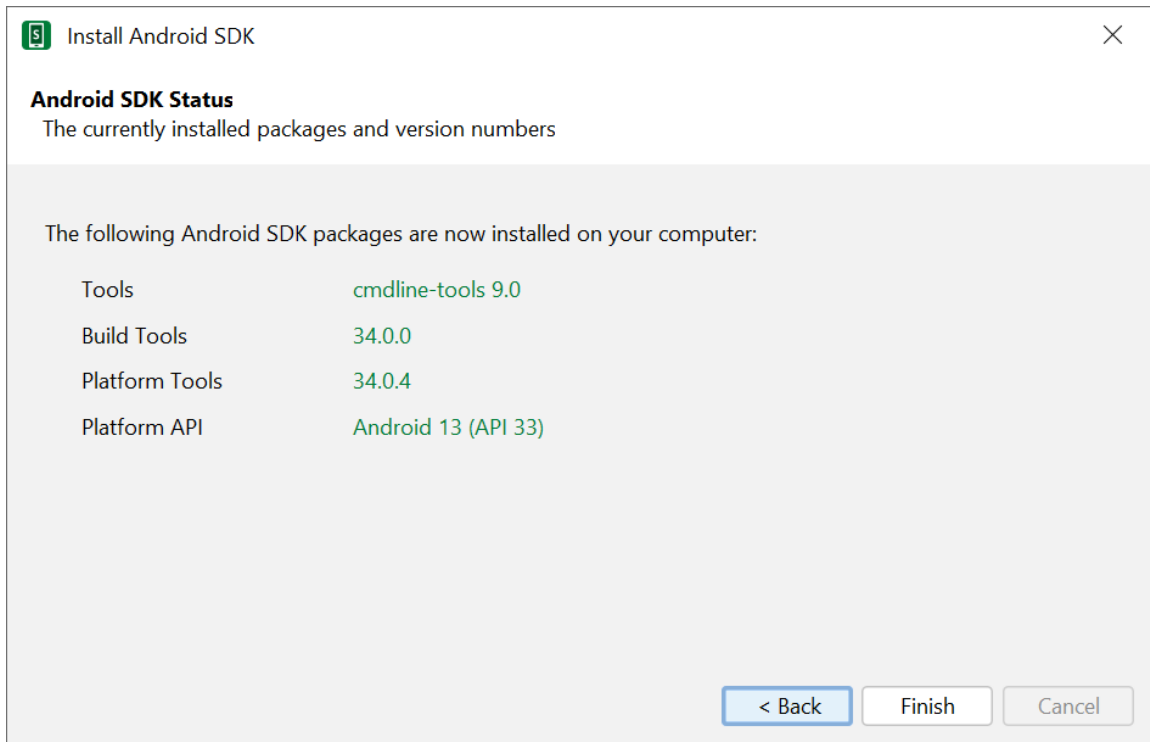 S
Install Android SDK
Android SDK Status
The currently installed packages and version numbers
The following Android SDK packages are now installed on your computer:
Tools cmdline-tools 9.0
Build Tools 34.0.0
Platform Tools 34.0.4
Platform API Android 13 (API 33)
< Back Finish Cancel